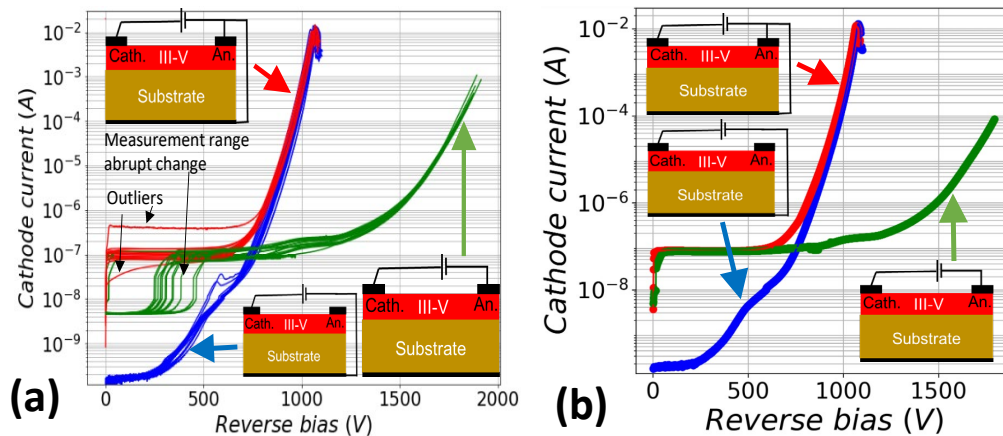 10⁻²
10⁻³
10⁻⁴
10⁻⁵
10⁻⁶
10⁻⁷
10⁻⁸
10⁻⁹
Cathode current (A)
Cath. III-V An.
Substrate
Measurement range
abrupt change
Outliers
Cath. III-V An.
Substrate
Cath. III-V An.
Substrate
0 500 1000 1500 2000
Reverse bias (V)
(a)
10⁻²
10⁻⁴
10⁻⁶
10⁻⁸
Cathode current (A)
Cath. III-V An.
Substrate
Cath. III-V An.
Substrate
Cath. III-V An.
Substrate
0 500 1000 1500
Reverse bias (V)
(b)